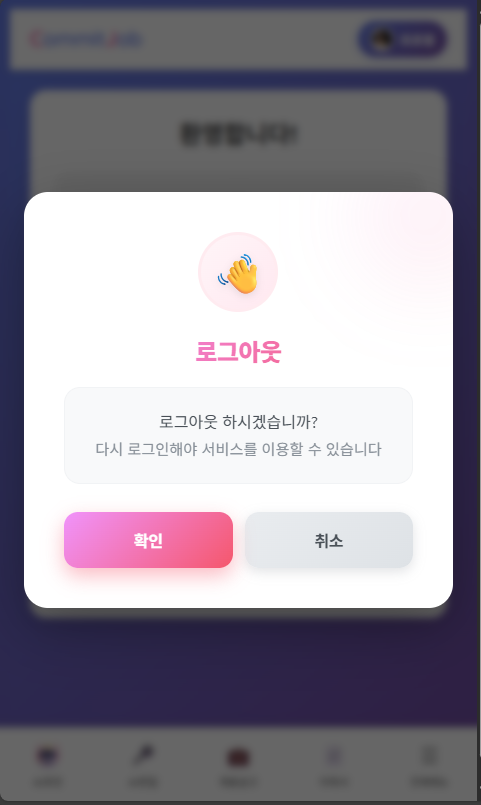 환영합니다!
로그아웃
로그아웃 하시겠습니까?
다시 로그인해야 서비스를 이용할 수 있습니다
확인
취소